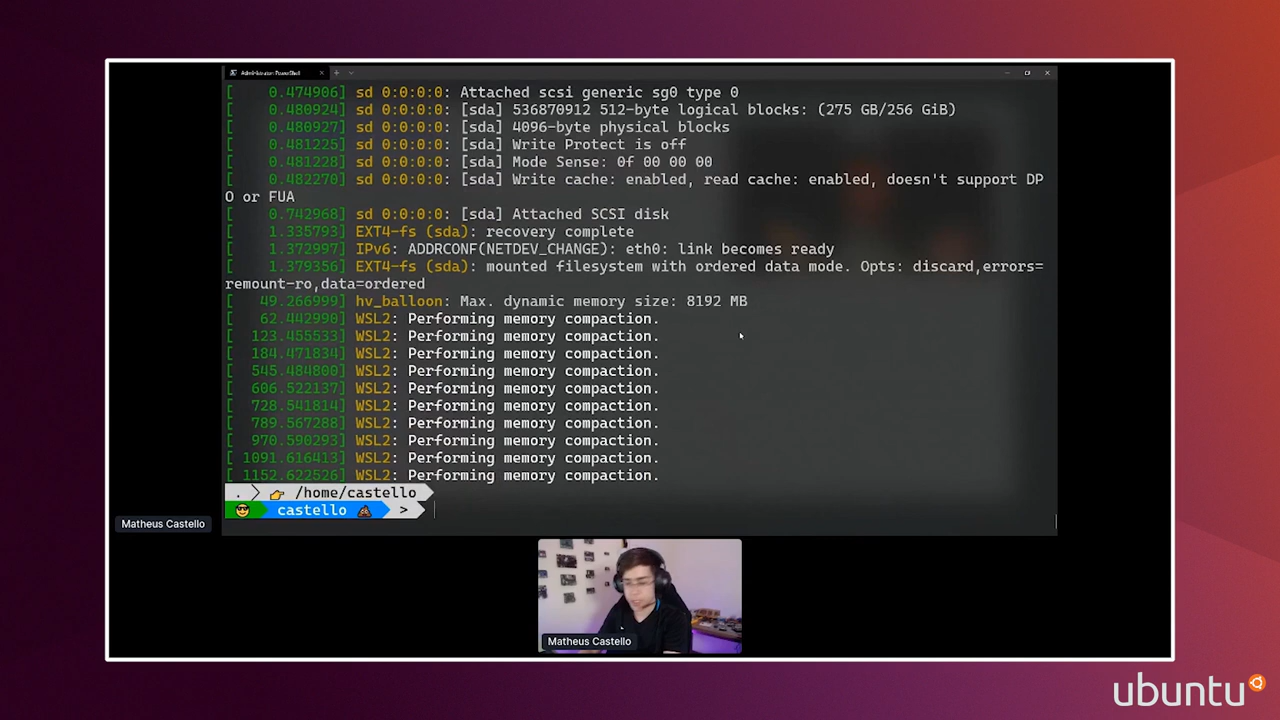 Administrator: PowerShell
[    0.474906] sd 0:0:0:0: Attached scsi generic sg0 type 0
[    0.480924] sd 0:0:0:0: [sda] 536870912 512-byte logical blocks: (275 GB/256 GiB)
[    0.480927] sd 0:0:0:0: [sda] 4096-byte physical blocks
[    0.481225] sd 0:0:0:0: [sda] Write Protect is off
[    0.481228] sd 0:0:0:0: [sda] Mode Sense: 0f 00 00 00
[    0.482270] sd 0:0:0:0: [sda] Write cache: enabled, read cache: enabled, doesn't support DP
O or FUA
[    0.742968] sd 0:0:0:0: [sda] Attached SCSI disk
[    1.335793] EXT4-fs (sda): recovery complete
[    1.372997] IPv6: ADDRCONF(NETDEV_CHANGE): eth0: link becomes ready
[    1.379356] EXT4-fs (sda): mounted filesystem with ordered data mode. Opts: discard,errors=
remount-ro,data=ordered
[   49.266999] hv_balloon: Max. dynamic memory size: 8192 MB
[   62.442990] WSL2: Performing memory compaction.
[  123.455533] WSL2: Performing memory compaction.
[  184.471834] WSL2: Performing memory compaction.
[  545.484800] WSL2: Performing memory compaction.
[  606.522137] WSL2: Performing memory compaction.
[  728.541814] WSL2: Performing memory compaction.
[  789.567288] WSL2: Performing memory compaction.
[  970.590293] WSL2: Performing memory compaction.
[ 1091.616413] WSL2: Performing memory compaction.
[ 1152.622526] WSL2: Performing memory compaction.
. 👉 /home/castello
😎 castello 💩 >
Matheus Castello
Matheus Castello
ubuntu